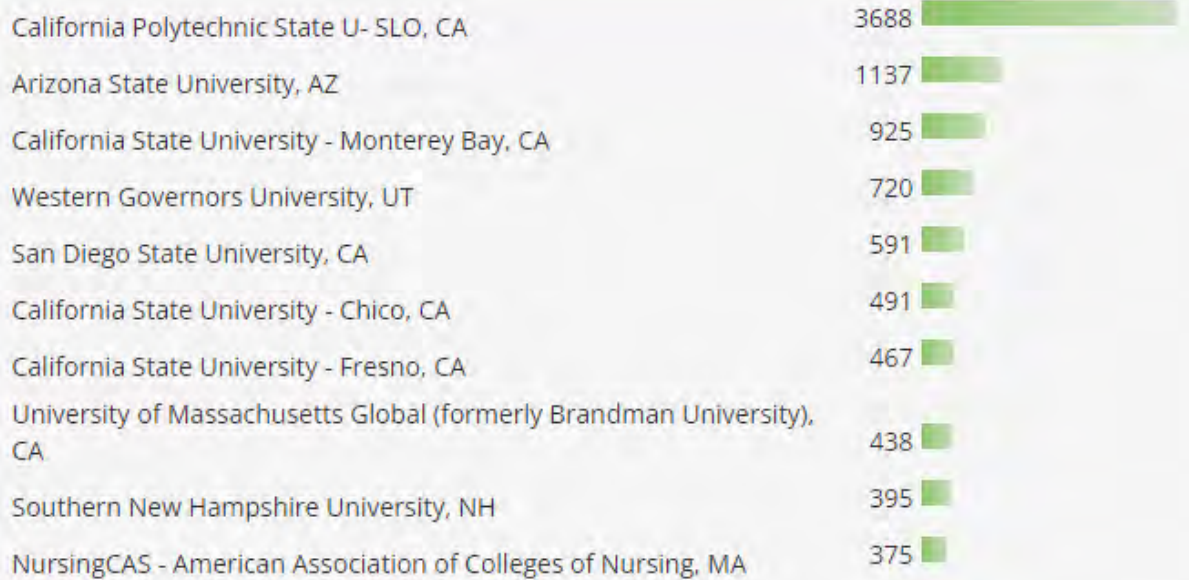 California Polytechnic State U- SLO, CA 3688
Arizona State University, AZ 1137
California State University - Monterey Bay, CA 925
Western Governors University, UT 720
San Diego State University, CA 591
California State University - Chico, CA 491
California State University - Fresno, CA 467
University of Massachusetts Global (formerly Brandman University),
CA 438
Southern New Hampshire University, NH 395
NursingCAS - American Association of Colleges of Nursing, MA 375